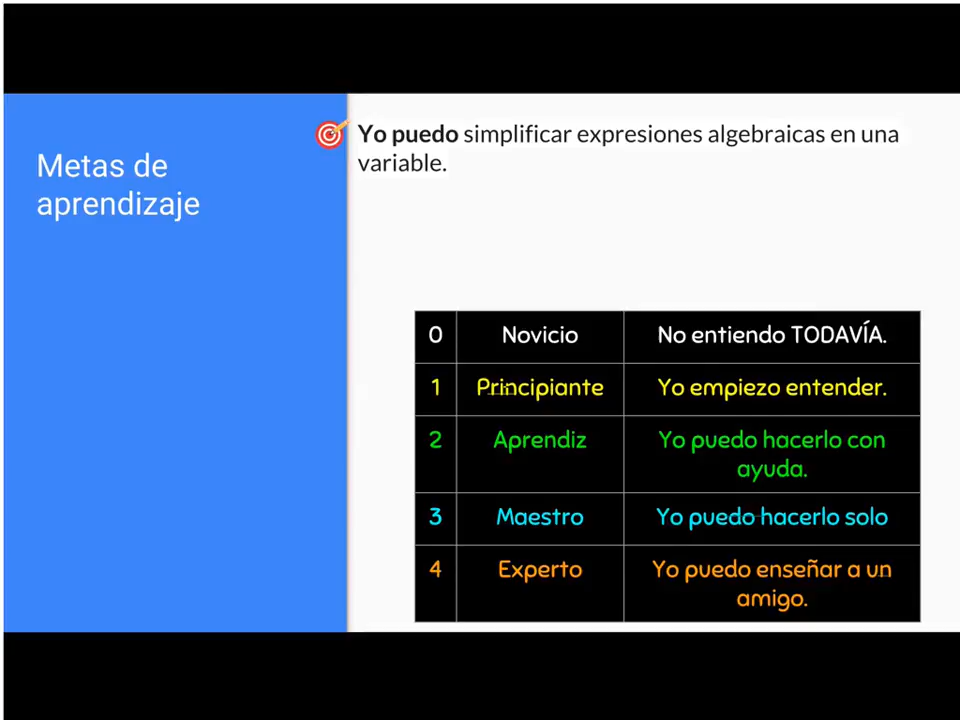 Metas de
aprendizaje
Yo puedo simplificar expresiones algebraicas en una
variable.
0 Novicio No entiendo TODAVÍA.
1 Principiante Yo empiezo entender.
2 Aprendiz Yo puedo hacerlo con
ayuda.
3 Maestro Yo puedo hacerlo solo
4 Experto Yo puedo enseñar a un
amigo.